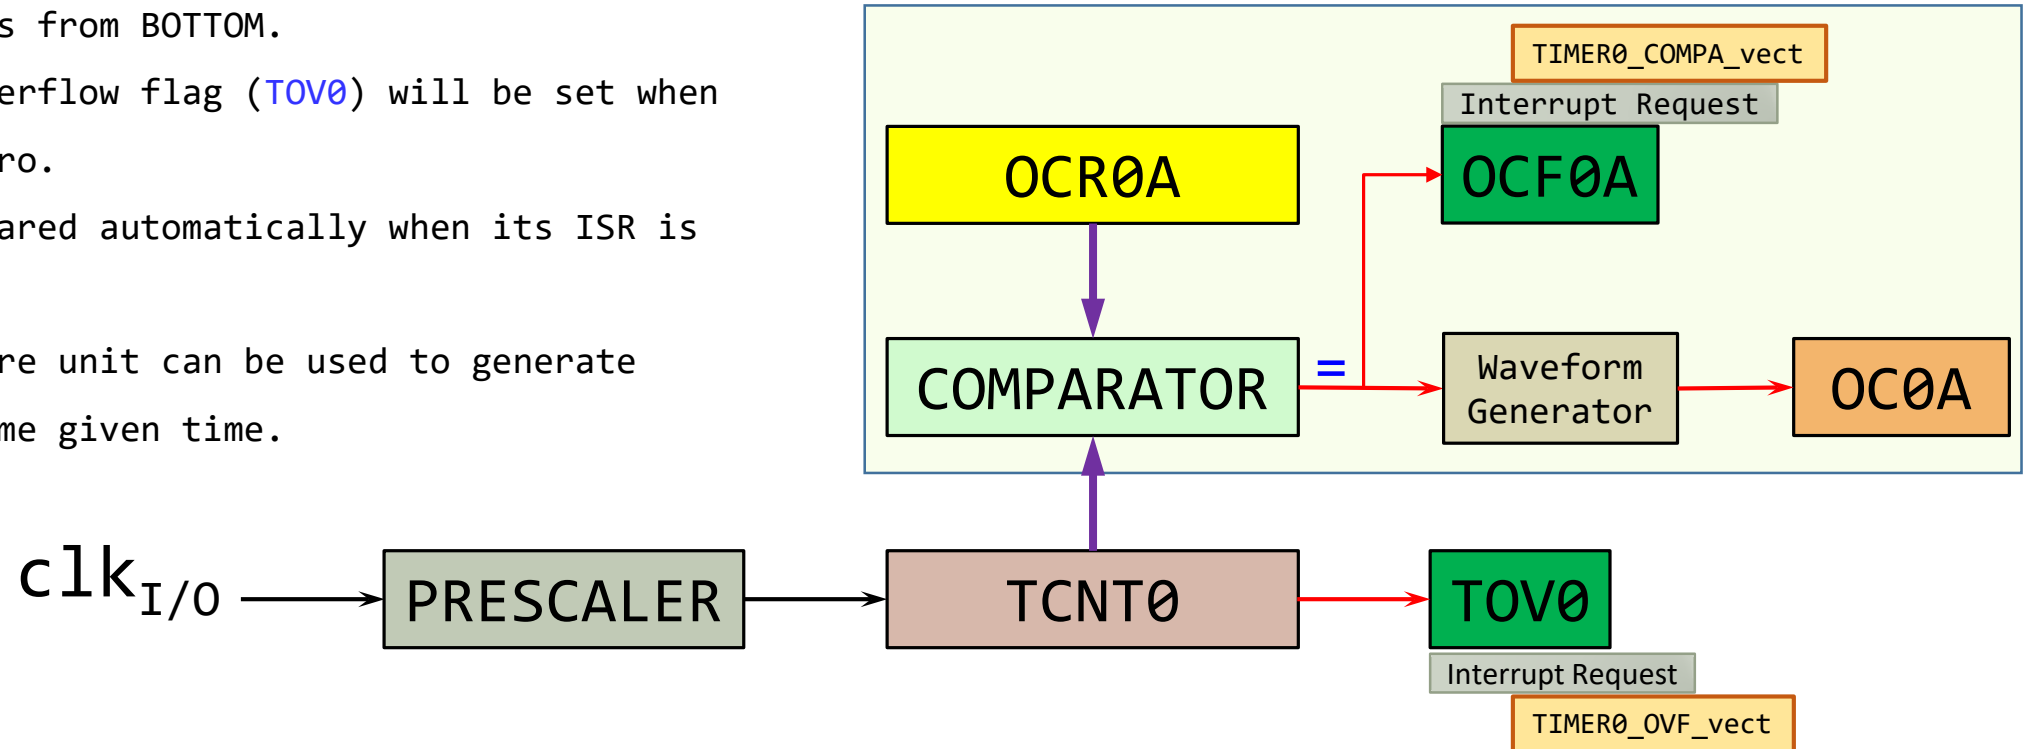 s from BOTTOM.
erflow flag (TOV0) will be set when
ro.
ared automatically when its ISR is
re unit can be used to generate
me given time.
TIMER0_COMPA_vect
Interrupt Request
OCR0A
OCF0A
COMPARATOR
=
Waveform
Generator
OC0A
clkI/O
PRESCALER
TCNT0
TOV0
Interrupt Request
TIMER0_OVF_vect